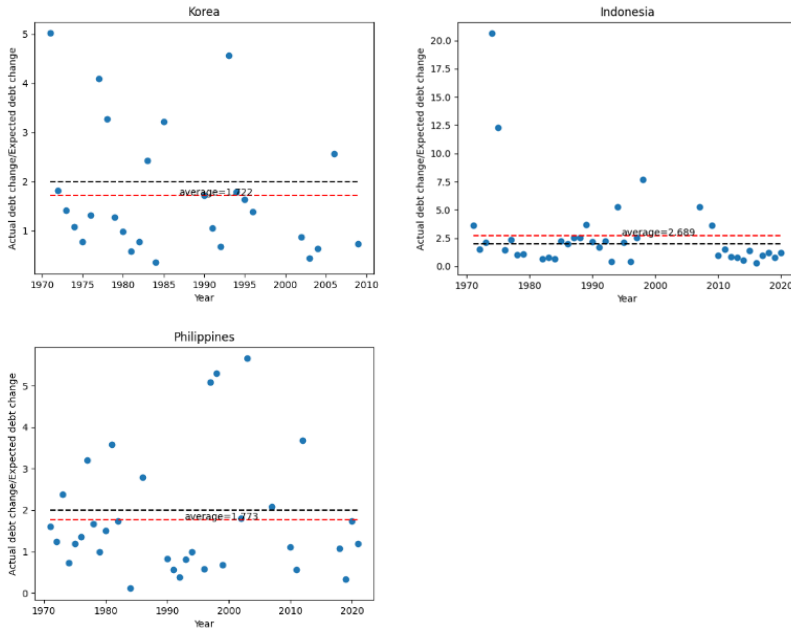 Korea
Actual debt change/Expected debt change
5
4
3
2
1
average=1.722
1970 1975 1980 1985 1990 1995 2000 2005 2010
Year
Indonesia
Actual debt change/Expected debt change
20.0
17.5
15.0
12.5
10.0
7.5
5.0
2.5
0.0
average=2.689
1970 1980 1990 2000 2010 2020
Year
Philippines
Actual debt change/Expected debt change
5
4
3
2
1
0
average=1.773
1970 1980 1990 2000 2010 2020
Year